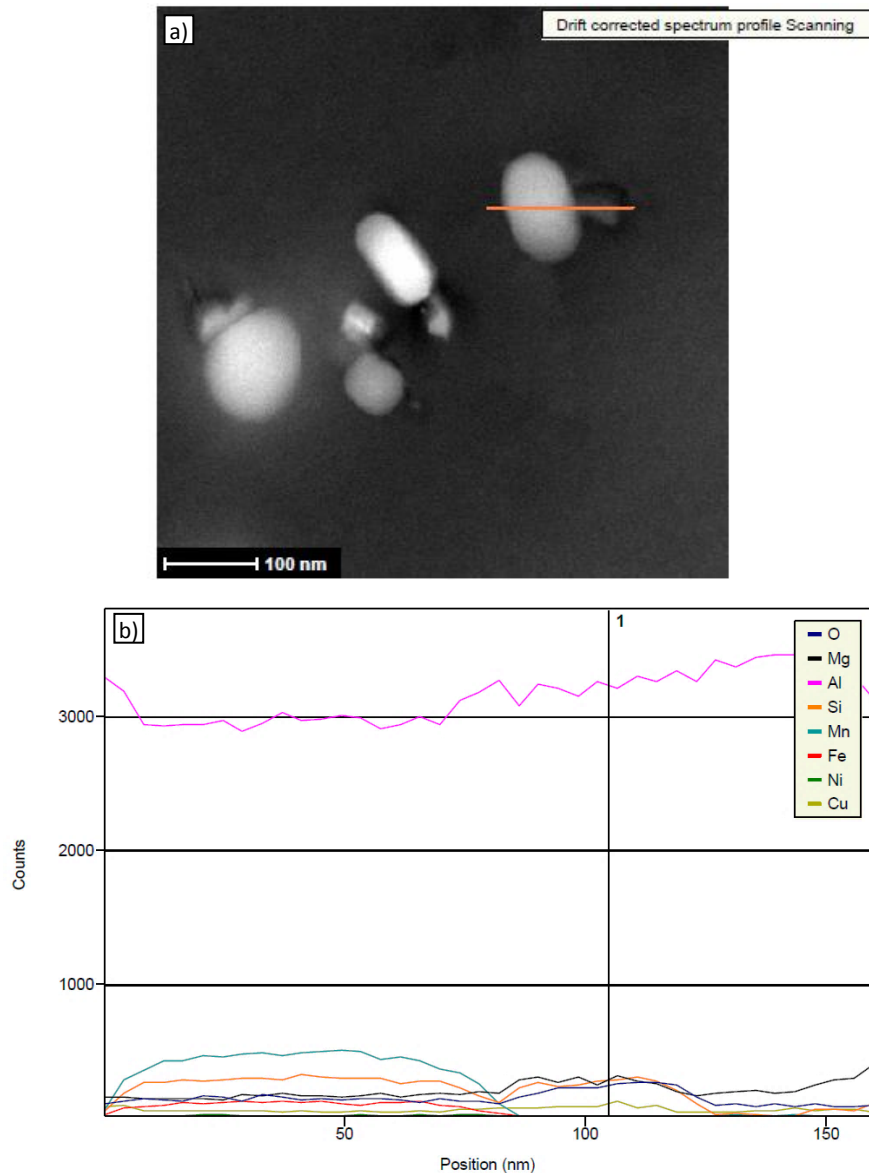 a)
Drift corrected spectrum profile Scanning
100 nm
b)
1
O
Mg
Al
Si
Mn
Fe
Ni
Cu
3000
2000
1000
Counts
50
100
150
Position (nm)